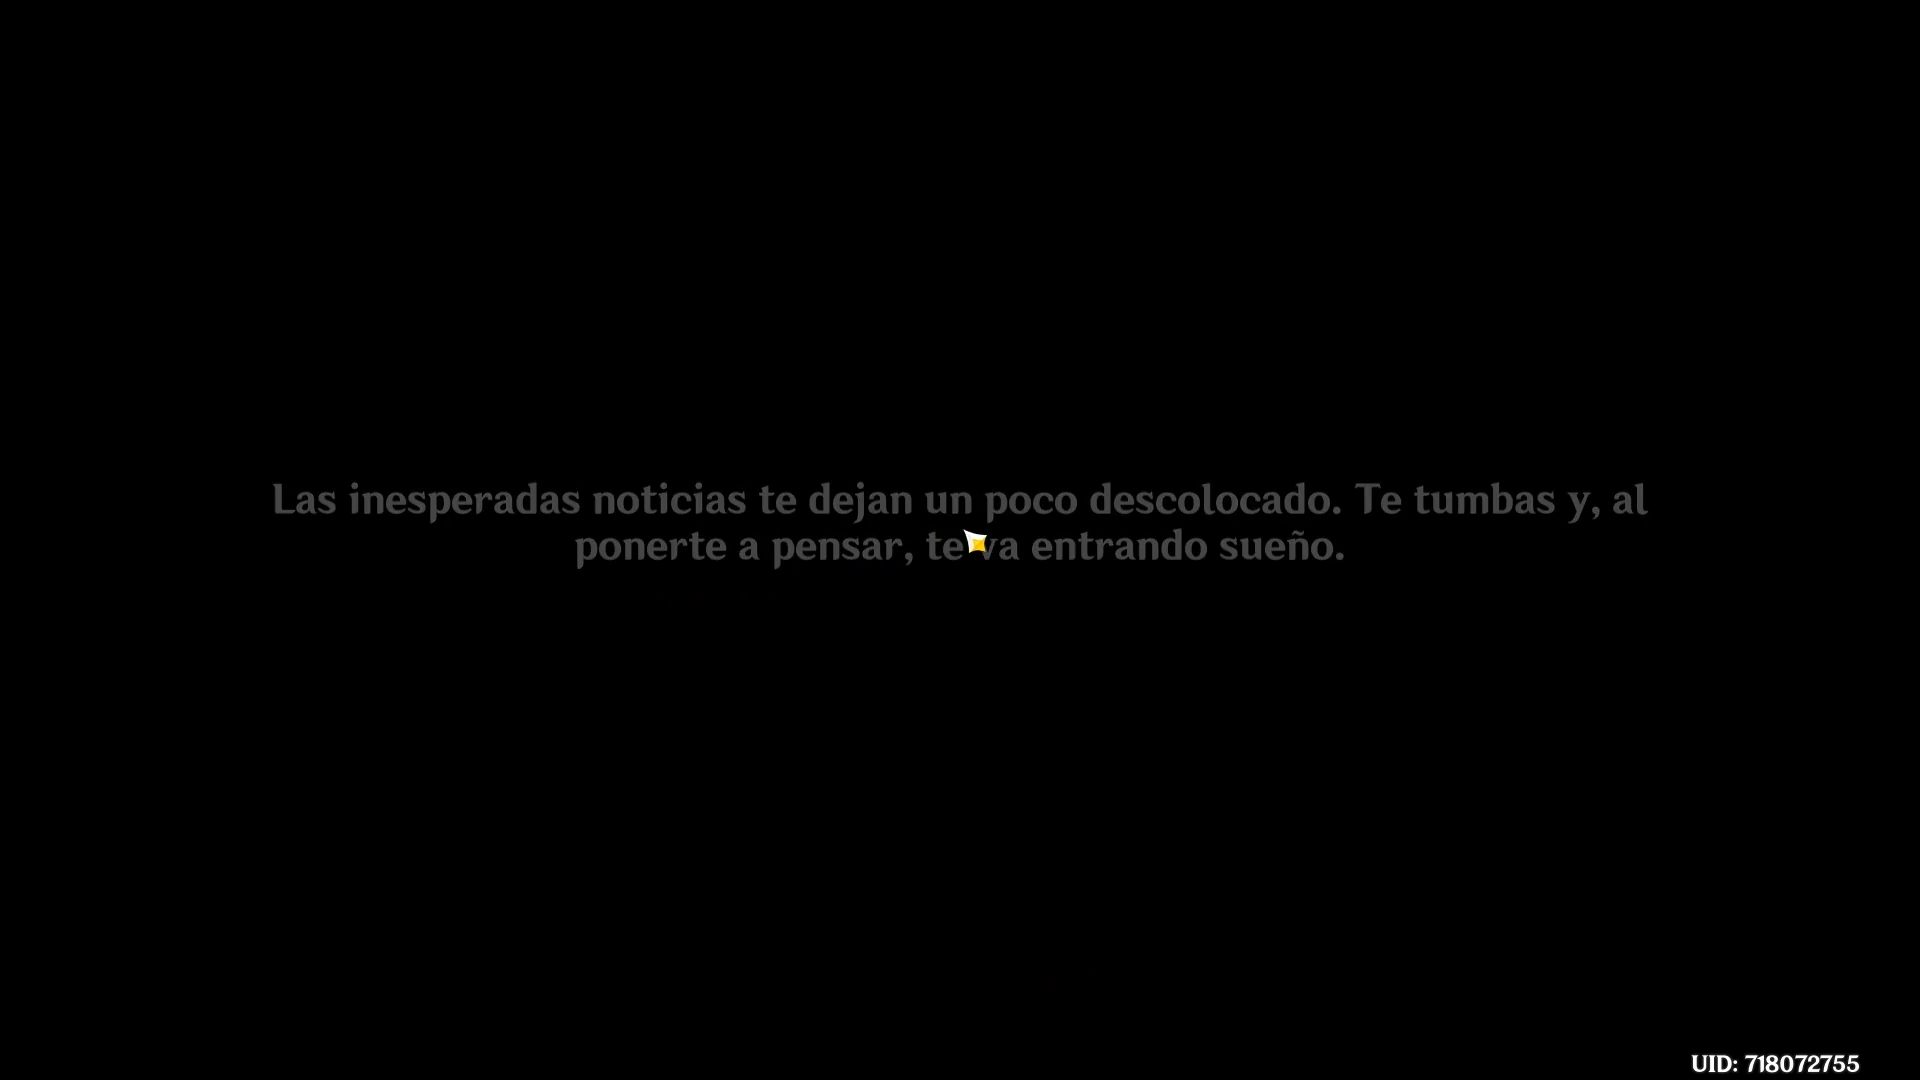 Las inesperadas noticias te dejan un poco descolocado. Te tumbas y, al
ponerte a pensar, te va entrando sueño.
UID: 718072755